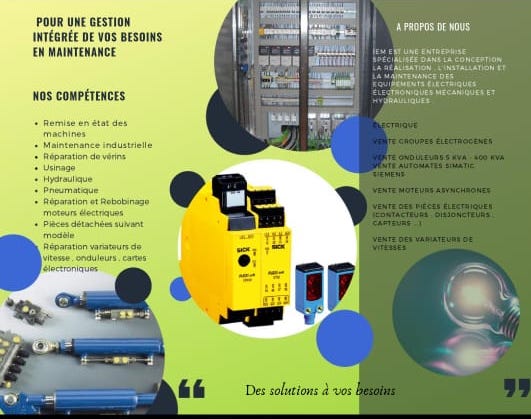 POUR UNE GESTION
INTÉGRÉE DE VOS BESOINS
EN MAINTENANCE
NOS COMPÉTENCES
• Remise en état des
machines
• Maintenance industrielle
• Réparation de vérins
• Usinage
• Hydraulique
• Pneumatique
• Réparation et Rebobinage
moteurs électriques
• Pièces détachées suivant
modèle
• Réparation variateurs de
vitesse , onduleurs , cartes
électroniques
SICK
SICK
A PROPOS DE NOUS
IEM EST UNE ENTREPRISE
SPÉCIALISÉE DANS LA CONCEPTION
LA RÉALISATION , L'INSTALLATION ET
LA MAINTENANCE DES
EQUIPEMENTS ÉLECTRIQUES
ÉLECTRONIQUES MÉCANIQUES ET
HYDRAULIQUES
ÉLECTRIQUE
VENTE GROUPES ÉLECTROGÈNES
VENTE ONDULEURS 5 KVA - 400 KVA
VENTE AUTOMATES SIMATIC
SIEMENS
VENTE MOTEURS ASYNCHRONES
VENTE DES PIÈCES ÉLECTRIQUES
(CONTACTEURS , DISJONCTEURS ,
CAPTEURS ...)
VENTE DES VARIATEURS DE
VITESSES
❝ Des solutions à vos besoins ❞